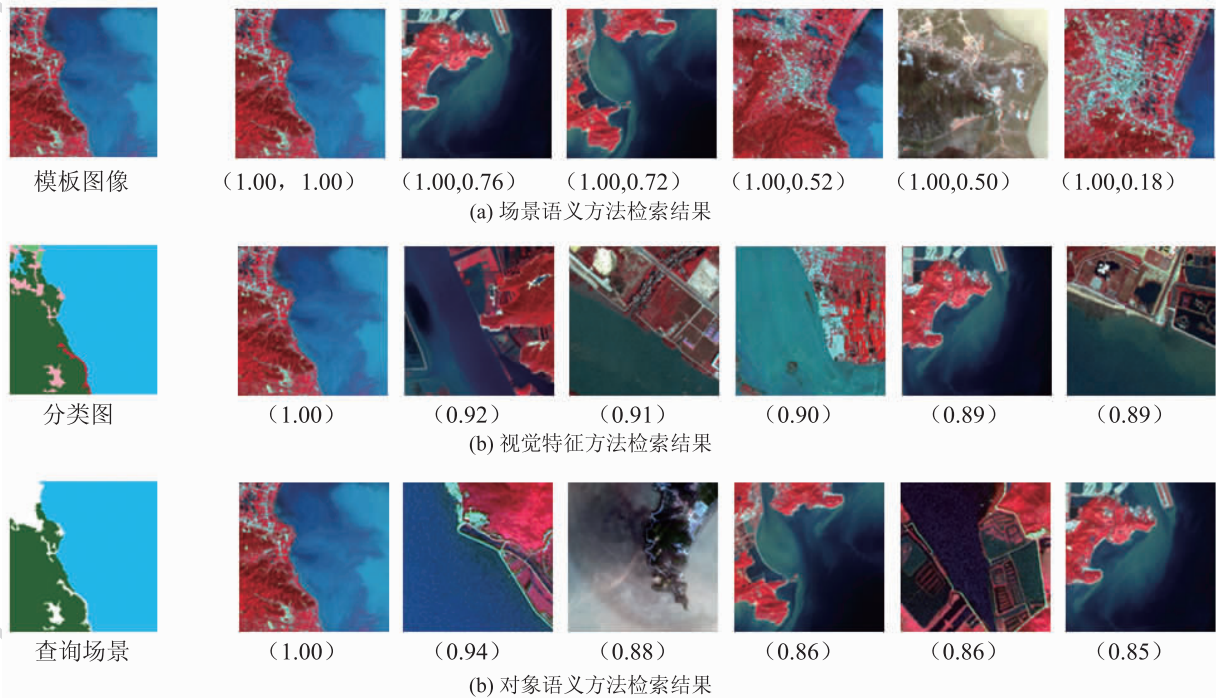 模板图像 （1.00，1.00） （1.00,0.76） （1.00,0.72） （1.00,0.52） （1.00,0.50） （1.00,0.18）
(a) 场景语义方法检索结果
分类图 （1.00） （0.92） （0.91） （0.90） （0.89） （0.89）
(b) 视觉特征方法检索结果
查询场景 （1.00） （0.94） （0.88） （0.86） （0.86） （0.85）
(b) 对象语义方法检索结果